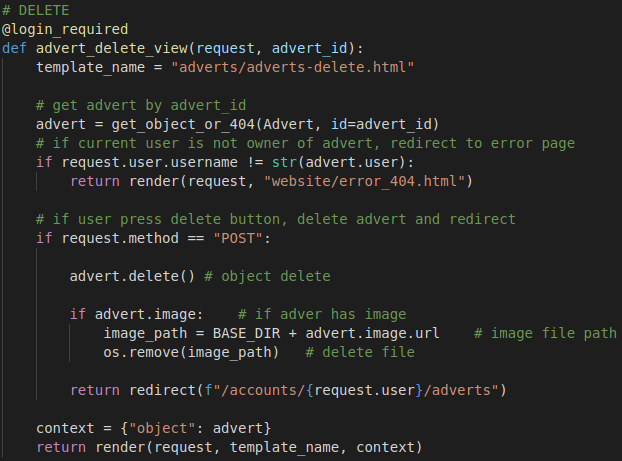 # DELETE
@login_required
def advert_delete_view(request, advert_id):
    template_name = "adverts/adverts-delete.html"

    # get advert by advert_id
    advert = get_object_or_404(Advert, id=advert_id)
    # if current user is not owner of advert, redirect to error page
    if request.user.username != str(advert.user):
        return render(request, "website/error_404.html")

    # if user press delete button, delete advert and redirect
    if request.method == "POST":

        advert.delete() # object delete

        if advert.image:    # if adver has image
            image_path = BASE_DIR + advert.image.url    # image file path
            os.remove(image_path)   # delete file

        return redirect(f"/accounts/{request.user}/adverts")

    context = {"object": advert}
    return render(request, template_name, context)